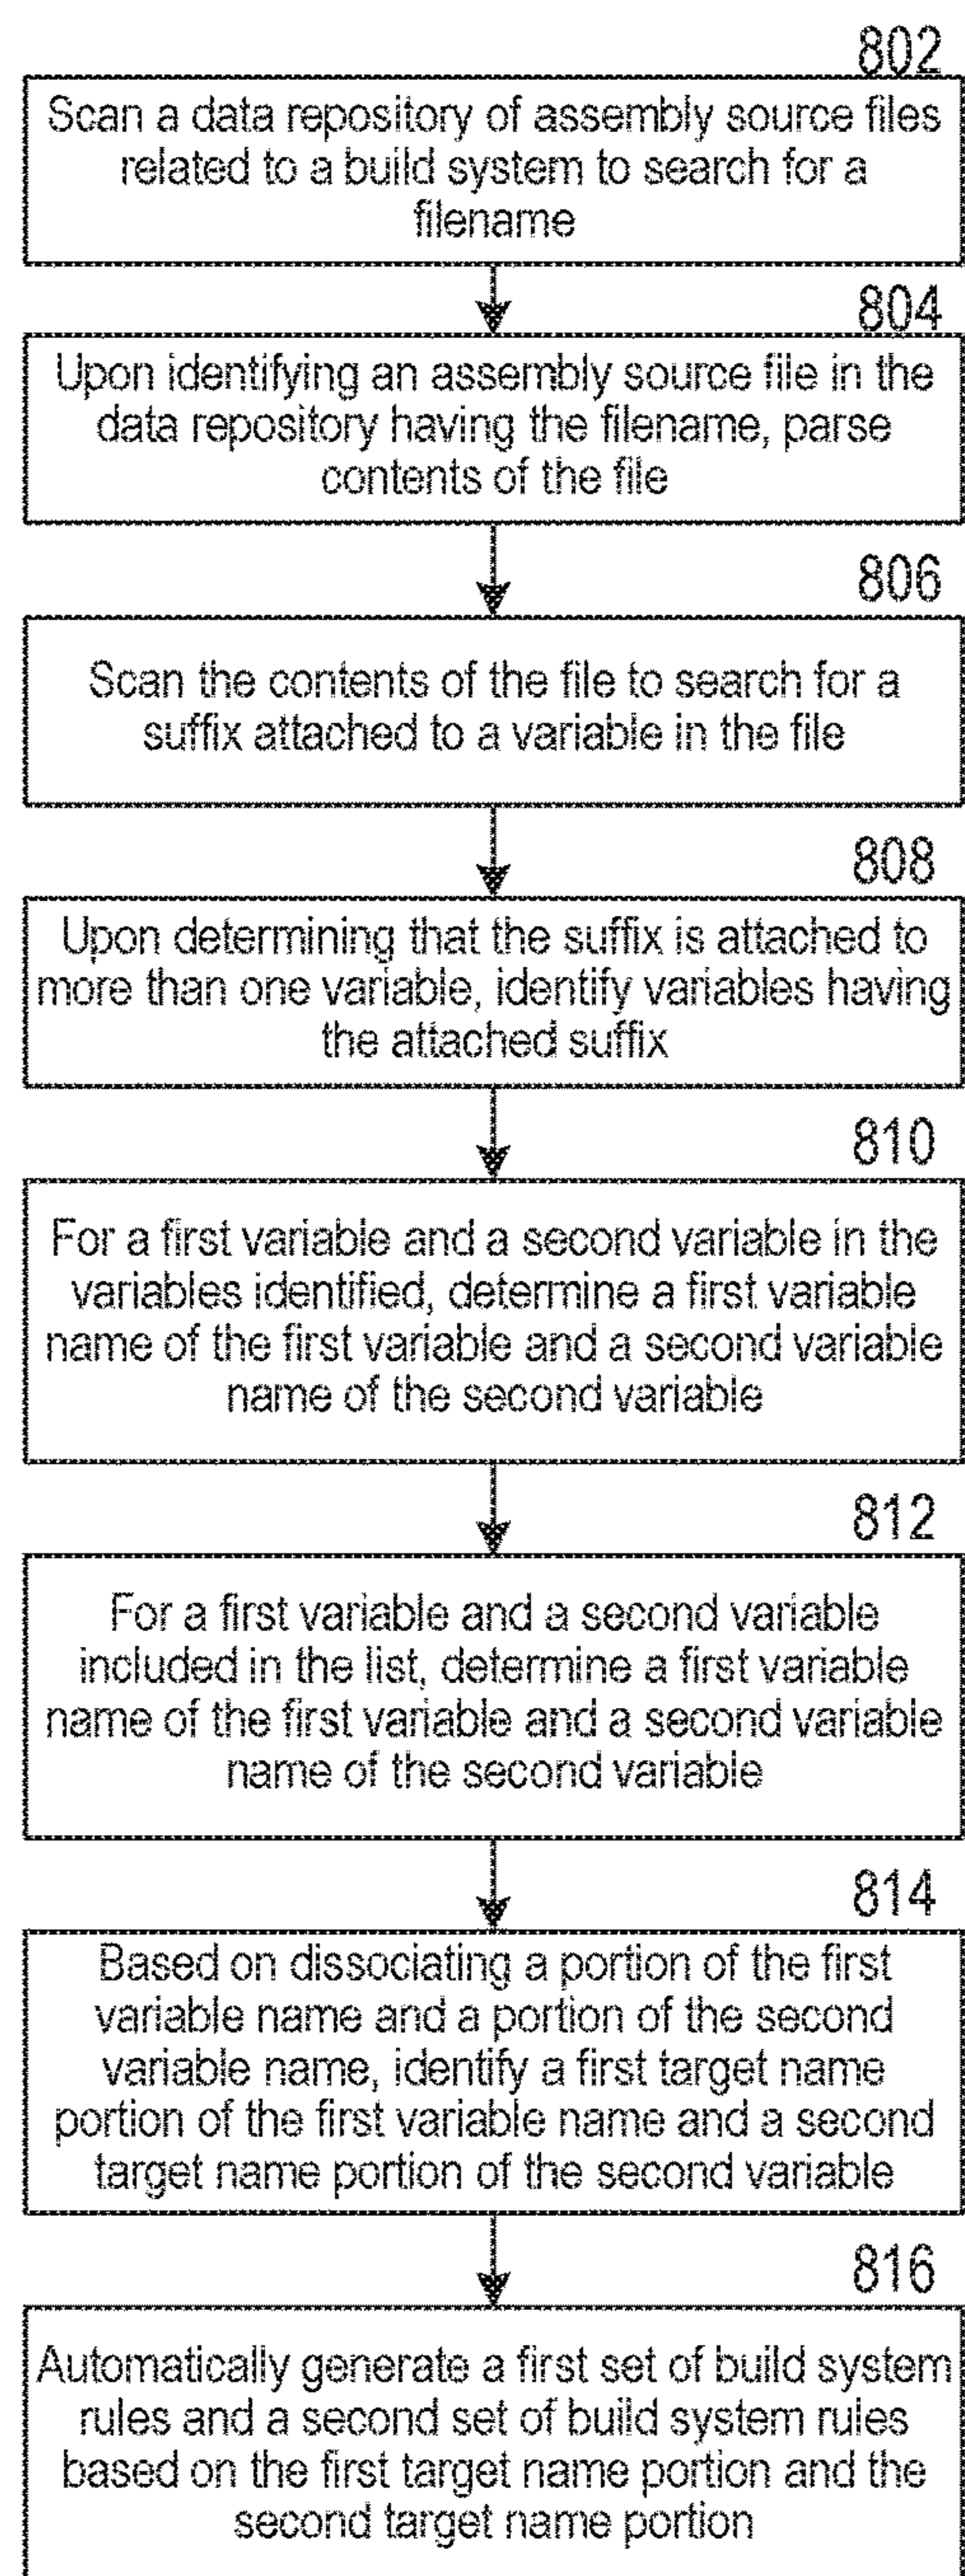 802
Scan a data repository of assembly source files
related to a build system to search for a
filename
804
Upon identifying an assembly source file in the
data repository having the filename, parse
contents of the file
806
Scan the contents of the file to search for a
suffix attached to a variable in the file
808
Upon determining that the suffix is attached to
more than one variable, identify variables having
the attached suffix
810
For a first variable and a second variable in the
variables identified, determine a first variable
name of the first variable and a second variable
name of the second variable
812
For a first variable and a second variable
included in the list, determine a first variable
name of the first variable and a second variable
name of the second variable
814
Based on dissociating a portion of the first
variable name and a portion of the second
variable name, identify a first target name
portion of the first variable name and a second
target name portion of the second variable
816
Automatically generate a first set of build system
rules and a second set of build system rules
based on the first target name portion and the
second target name portion